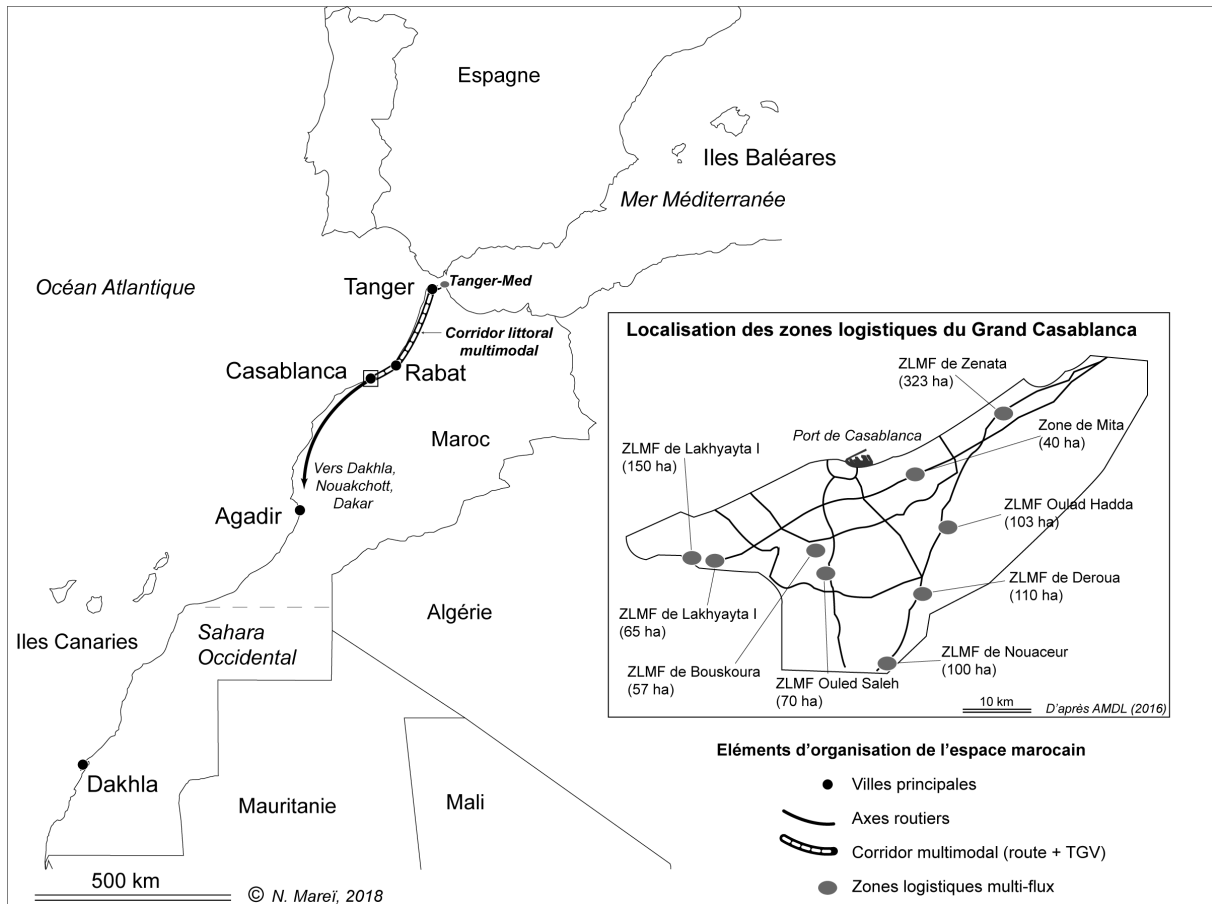 Espagne
Iles Baléares
Mer Méditerranée
Océan Atlantique
Tanger
Tanger-Med
Corridor littoral
multimodal
Casablanca
Rabat
Maroc
Vers Dakhla,
Nouakchott,
Dakar
Agadir
Algérie
Iles Canaries
Sahara
Occidental
Dakhla
Mauritanie
Mali
500 km
© N. Mareï, 2018
Localisation des zones logistiques du Grand Casablanca
ZLMF de Zenata
(323 ha)
Zone de Mita
(40 ha)
Port de Casablanca
ZLMF de Lakhyayta I
(150 ha)
ZLMF Oulad Hadda
(103 ha)
ZLMF de Deroua
(110 ha)
ZLMF de Lakhyayta I
(65 ha)
ZLMF de Bouskoura
(57 ha)
ZLMF Ouled Saleh
(70 ha)
ZLMF de Nouaceur
(100 ha)
10 km
D'après AMDL (2016)
Eléments d'organisation de l'espace marocain
Villes principales
Axes routiers
Corridor multimodal (route + TGV)
Zones logistiques multi-flux